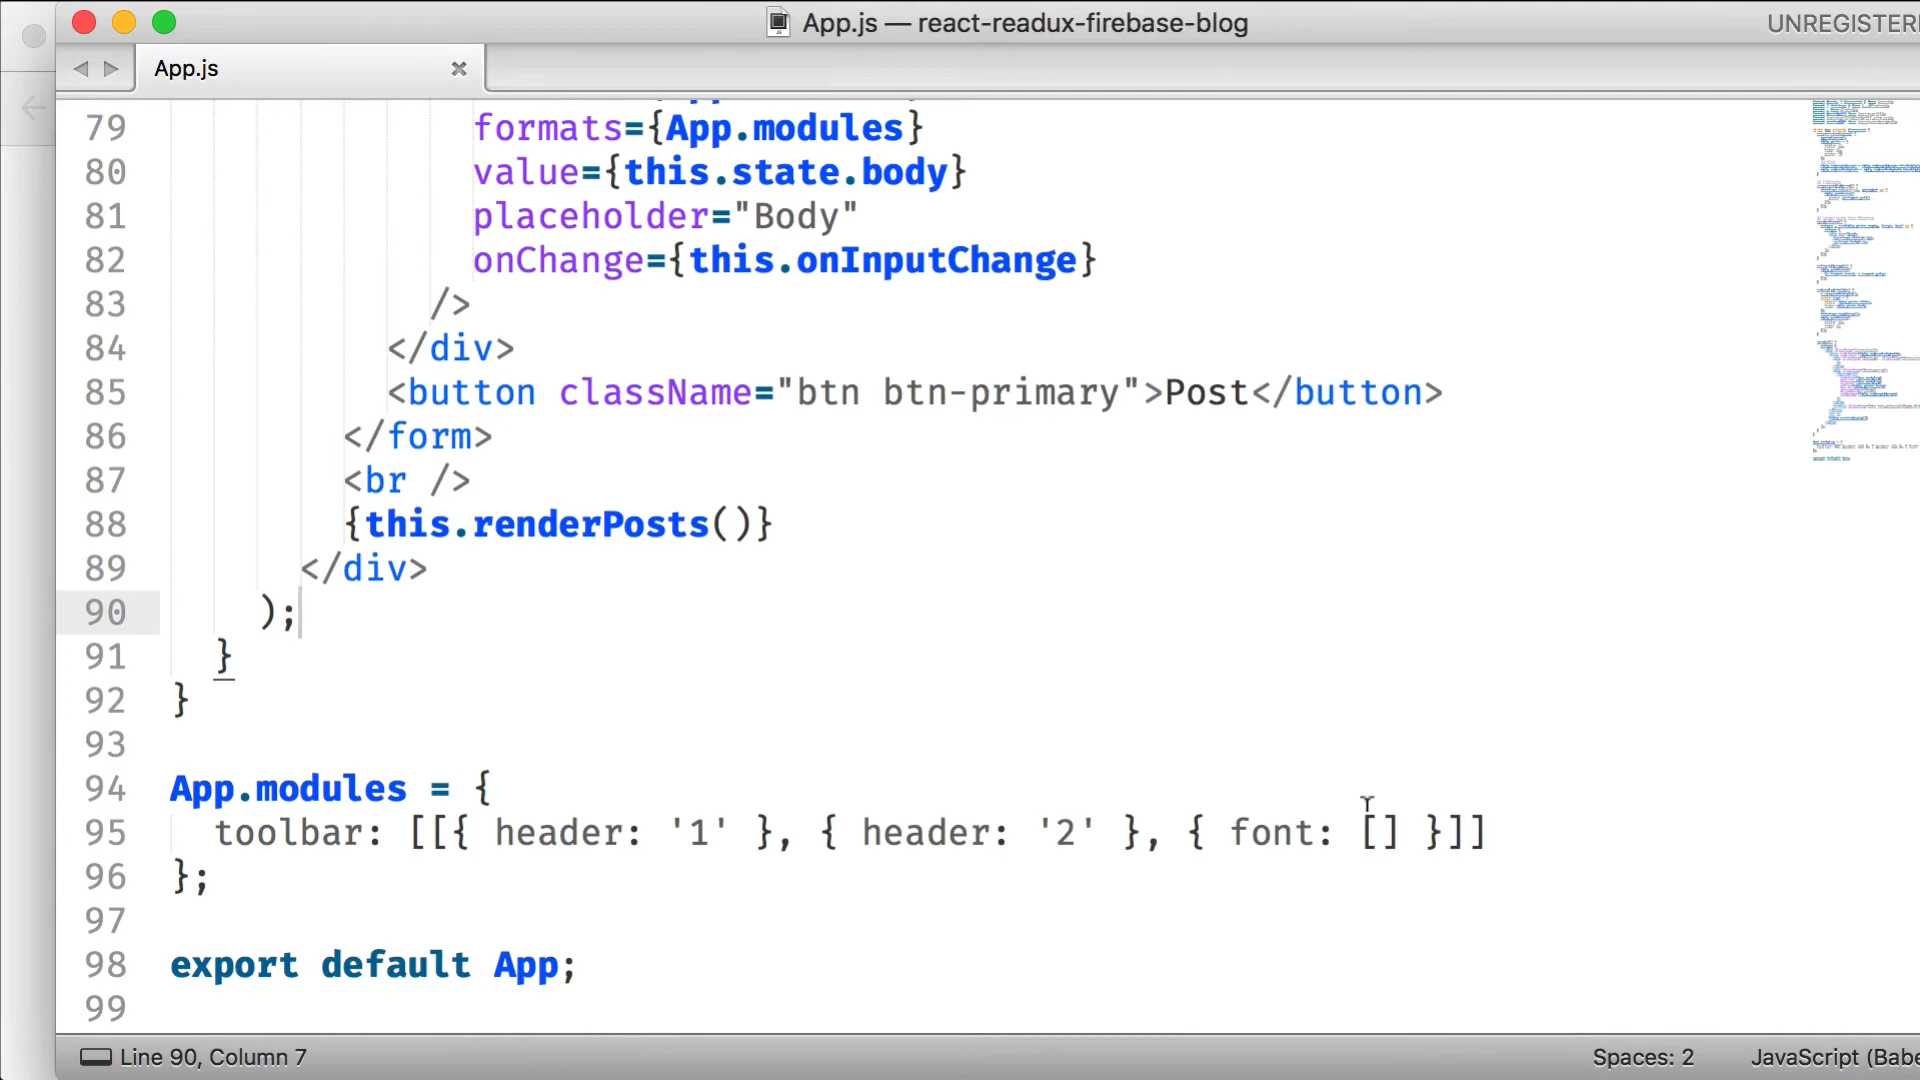 App.js — react-readux-firebase-blog
UNREGISTERE
App.js
79 formats={App.modules}
80 value={this.state.body}
81 placeholder="Body"
82 onChange={this.onInputChange}
83 />
84 </div>
85 <button className="btn btn-primary">Post</button>
86 </form>
87 <br />
88 {this.renderPosts()}
89 </div>
90 );
91 }
92 }
93
94 App.modules = {
95 toolbar: [[{ header: '1' }, { header: '2' }, { font: [] }]]
96 };
97
98 export default App;
99
Line 90, Column 7
Spaces: 2
JavaScript (Babe